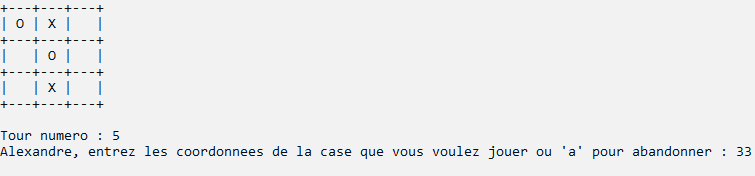 +---+---+---+
| O | X |   |
+---+---+---+
|   | O |   |
+---+---+---+
|   | X |   |
+---+---+---+
Tour numero : 5
Alexandre, entrez les coordonnees de la case que vous voulez jouer ou 'a' pour abandonner : 33